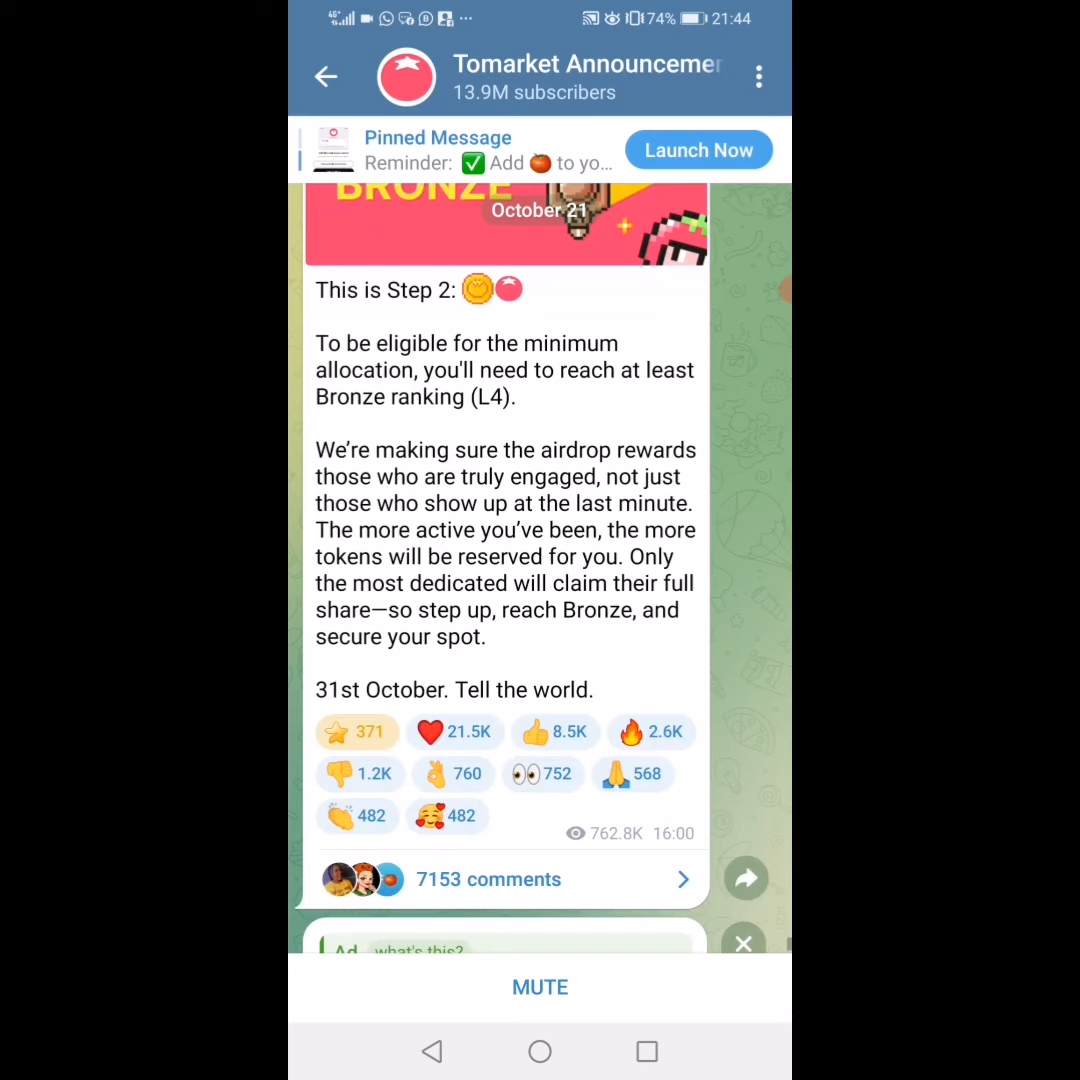 74% 21:44
Tomarket Announcemer
13.9M subscribers
Pinned Message
Reminder: ✅ Add 🍅 to yo...
Launch Now
BRONZE
October 21
This is Step 2:
To be eligible for the minimum
allocation, you'll need to reach at least
Bronze ranking (L4).
We’re making sure the airdrop rewards
those who are truly engaged, not just
those who show up at the last minute.
The more active you’ve been, the more
tokens will be reserved for you. Only
the most dedicated will claim their full
share—so step up, reach Bronze, and
secure your spot.
31st October. Tell the world.
⭐ 371 ❤️ 21.5K 👍 8.5K 🔥 2.6K
👎 1.2K 👌 760 👀 752 🙏 568
👏 482 🥰 482
762.8K 16:00
7153 comments
Ad what's this?
MUTE